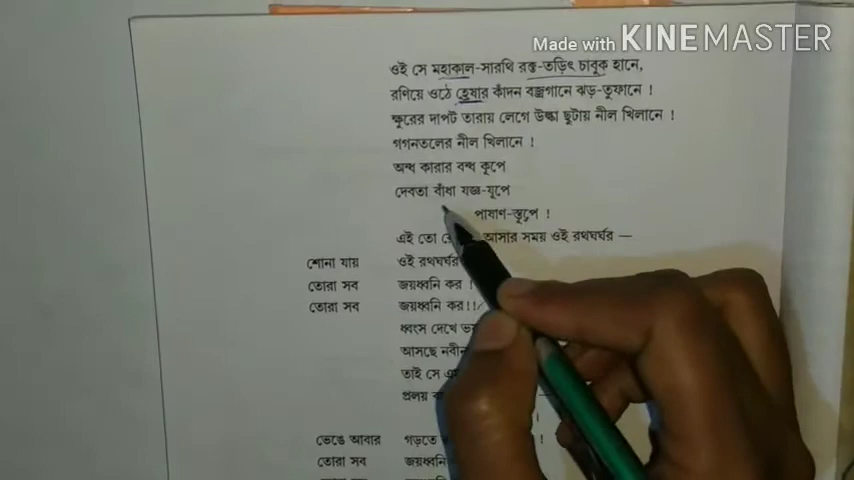 Made with KINEMASTER
ওই সে মহাকাল-সারথি রক্ত-তড়িৎ চাবুক হানে,
রণিয়ে ওঠে হ্রেষার কাঁদন বজ্রগানে ঝড়-তুফানে !
ক্ষুরের দাপট তারায় লেগে উল্কা ছুটায় নীল খিলানে !
গগনতলের নীল খিলানে !
অন্ধ কারার বন্ধ কূপে
দেবতা বাঁধা যজ্ঞ-যূপে
পাষাণ-স্তূপে !
এই তো আসার সময় ওই রথঘর্ঘর —
শোনা যায় ওই রথঘর্ঘর
তোরা সব জয়ধ্বনি কর !
তোরা সব জয়ধ্বনি কর!!
ধ্বংস দেখে
আসছে নবীন
তাই সে
প্রলয়
ভেঙে আবার গড়তে !
তোরা সব জয়ধ্বনি